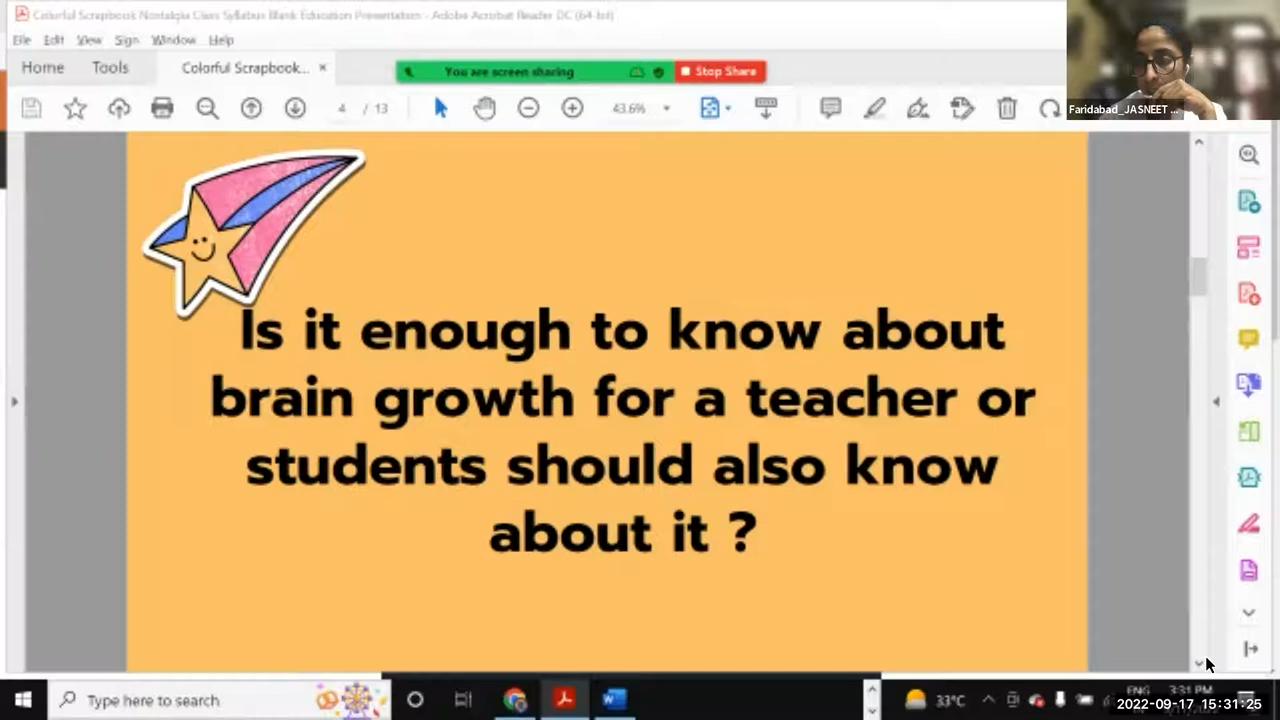 Colorful Scrapbook Nostalgia Class Syllabus Blank Education Presentation - Adobe Acrobat Reader DC (64-bit)
File Edit View Sign Window Help
Home Tools Colorful Scrapbook... ×
You are screen sharing Stop Share
4 / 13 43.6%
Faridabad_JASNEET ...
Is it enough to know about
brain growth for a teacher or
students should also know
about it ?
Type here to search
33°C
ENG 3:31 PM
2022-09-17 15:31:25